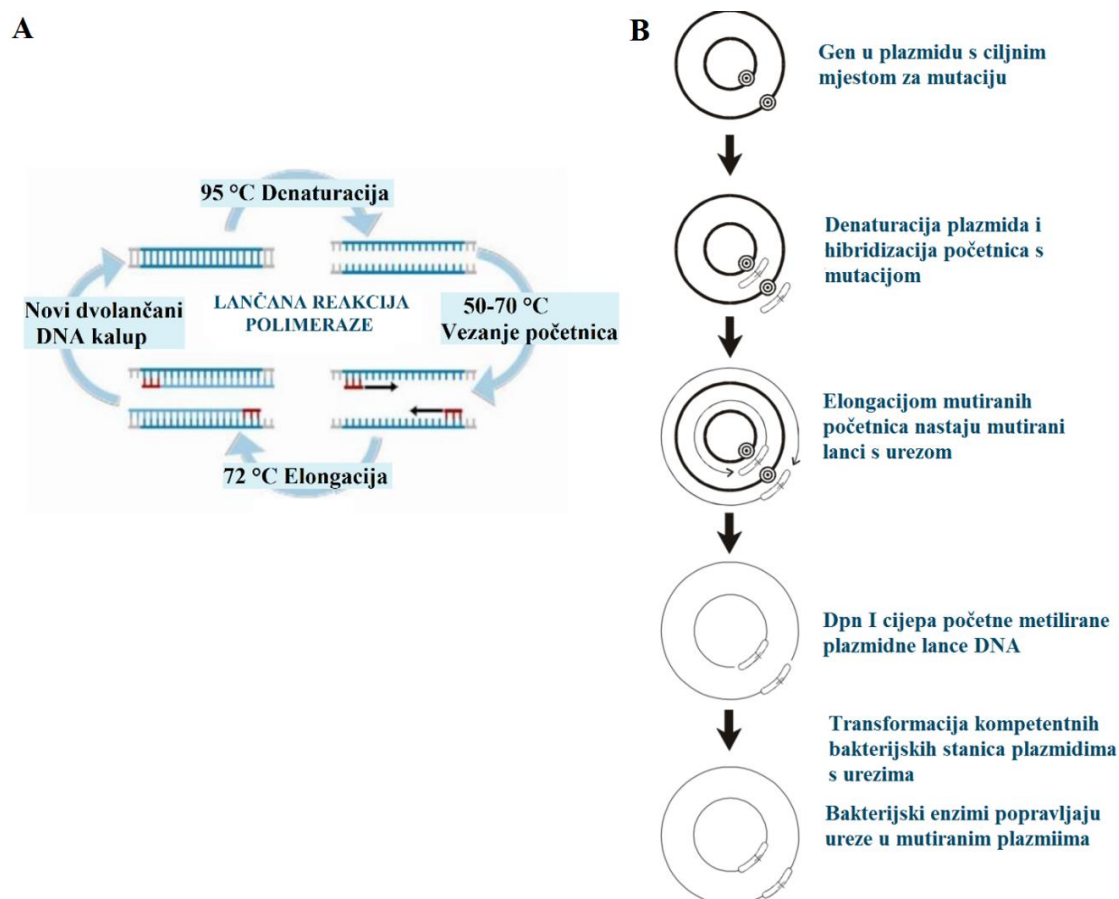 A
95 °C Denaturacija
LANČANA REAKCIJA
POLIMERAZE
Novi dvolančani
DNA kalup
50-70 °C
Vezanje početnica
72 °C Elongacija
B
Gen u plazmidu s ciljnim
mjestom za mutaciju
Denaturacija plazmida i
hibridizacija početnica s
mutacijom
Elongacijom mutiranih
početnica nastaju mutirani
lanci s urezom
Dpn I cijepa početne metilirane
plazmidne lance DNA
Transformacija kompetentnih
bakterijskih stanica plazmidima
s urezima
Bakterijski enzimi popravljaju
ureze u mutiranim plazmiima